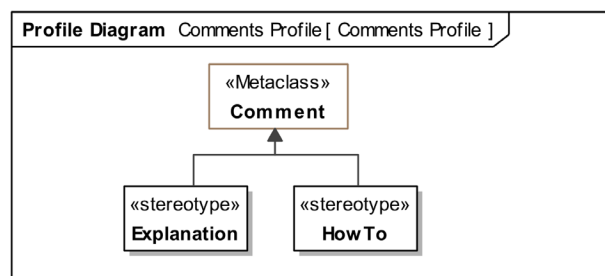 Profile Diagram Comments Profile [ Comments Profile ]
«Metaclass»
Comment
«stereotype» «stereotype»
Explanation HowTo